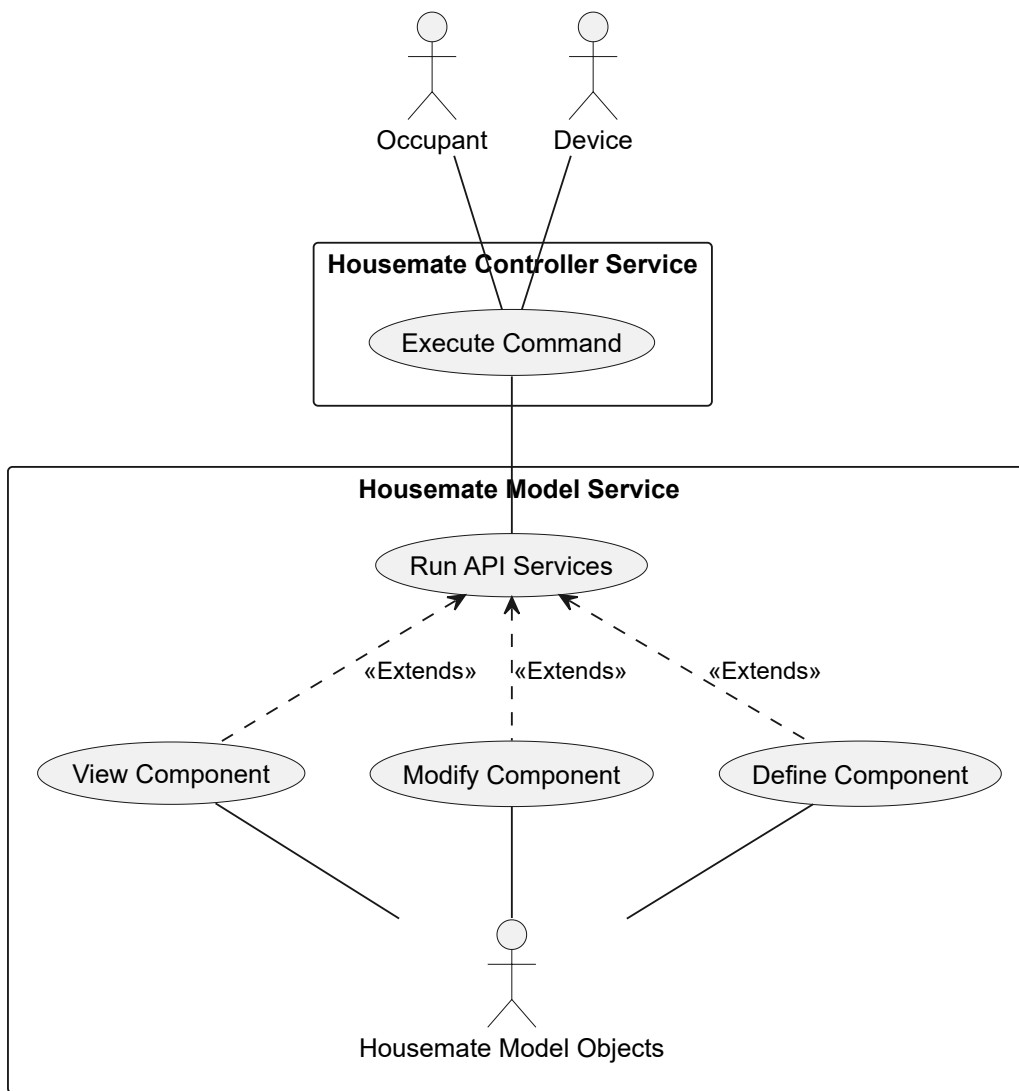 Occupant
Device
Housemate Controller Service
Execute Command
Housemate Model Service
Run API Services
«Extends»
«Extends»
«Extends»
View Component
Modify Component
Define Component
Housemate Model Objects